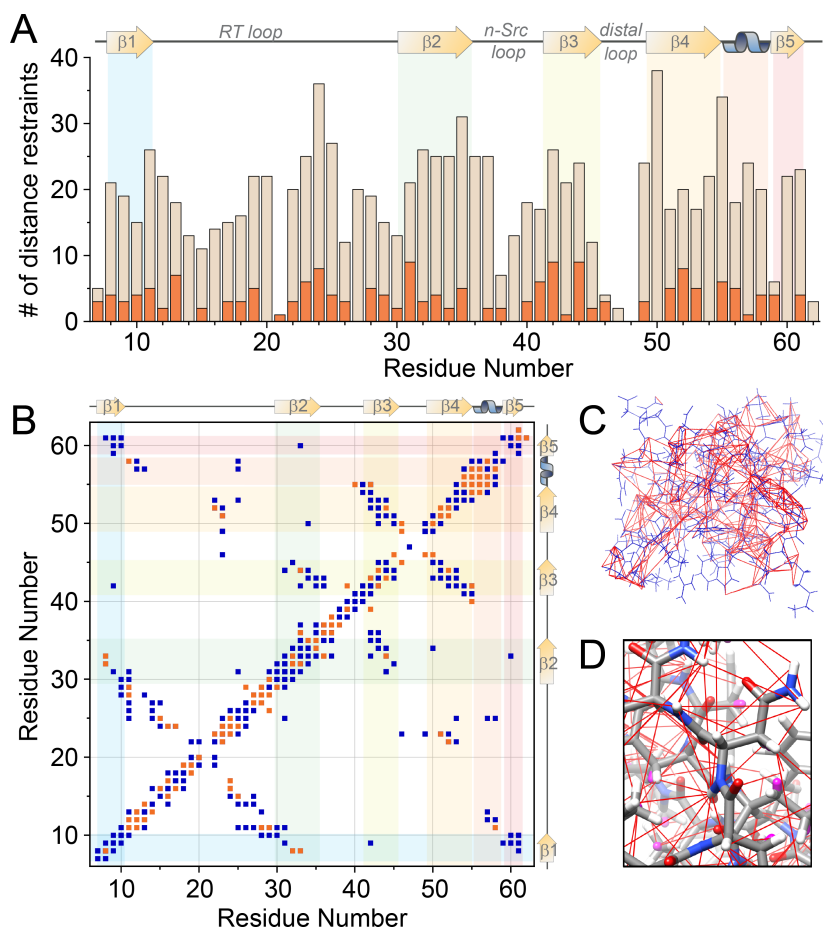 A
β1
RT loop
β2
n-Src
loop
β3
distal
loop
β4
β5
# of distance restraints
40
30
20
10
0
10
20
30
40
50
60
Residue Number
B
β1
β2
β3
β4
β5
Residue Number
60
50
40
30
20
10
β5
β4
β3
β2
β1
10
20
30
40
50
60
Residue Number
C
D